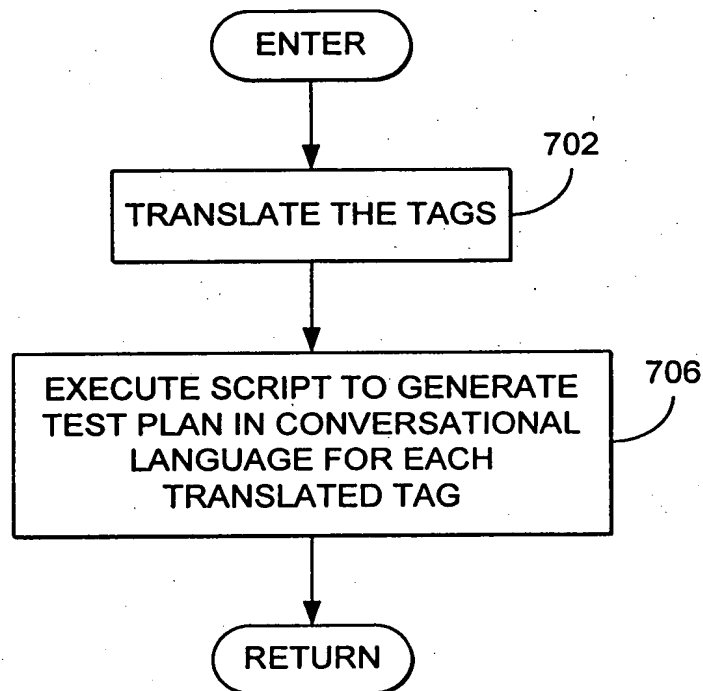 ENTER
702
TRANSLATE THE TAGS
706
EXECUTE SCRIPT TO GENERATE
TEST PLAN IN CONVERSATIONAL
LANGUAGE FOR EACH
TRANSLATED TAG
RETURN